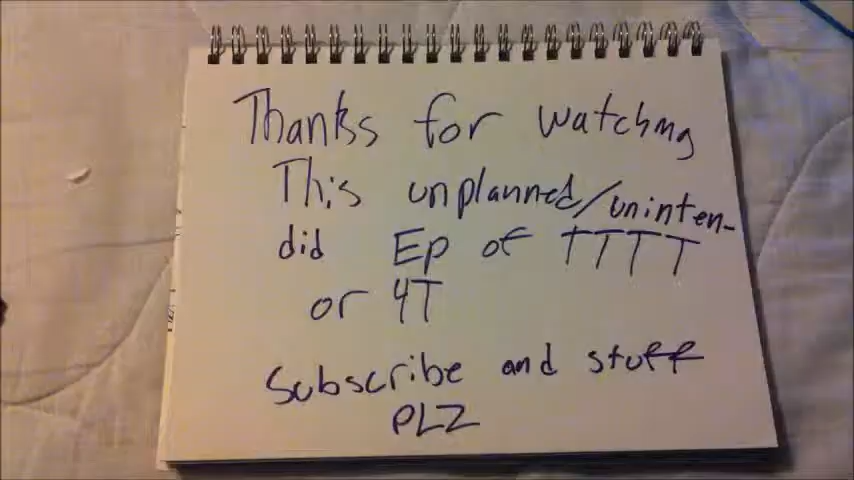 Thanks for watching
This unplanned/uninten-
did Ep of TTTT
or 4T
Subscribe and stuff
PLZ